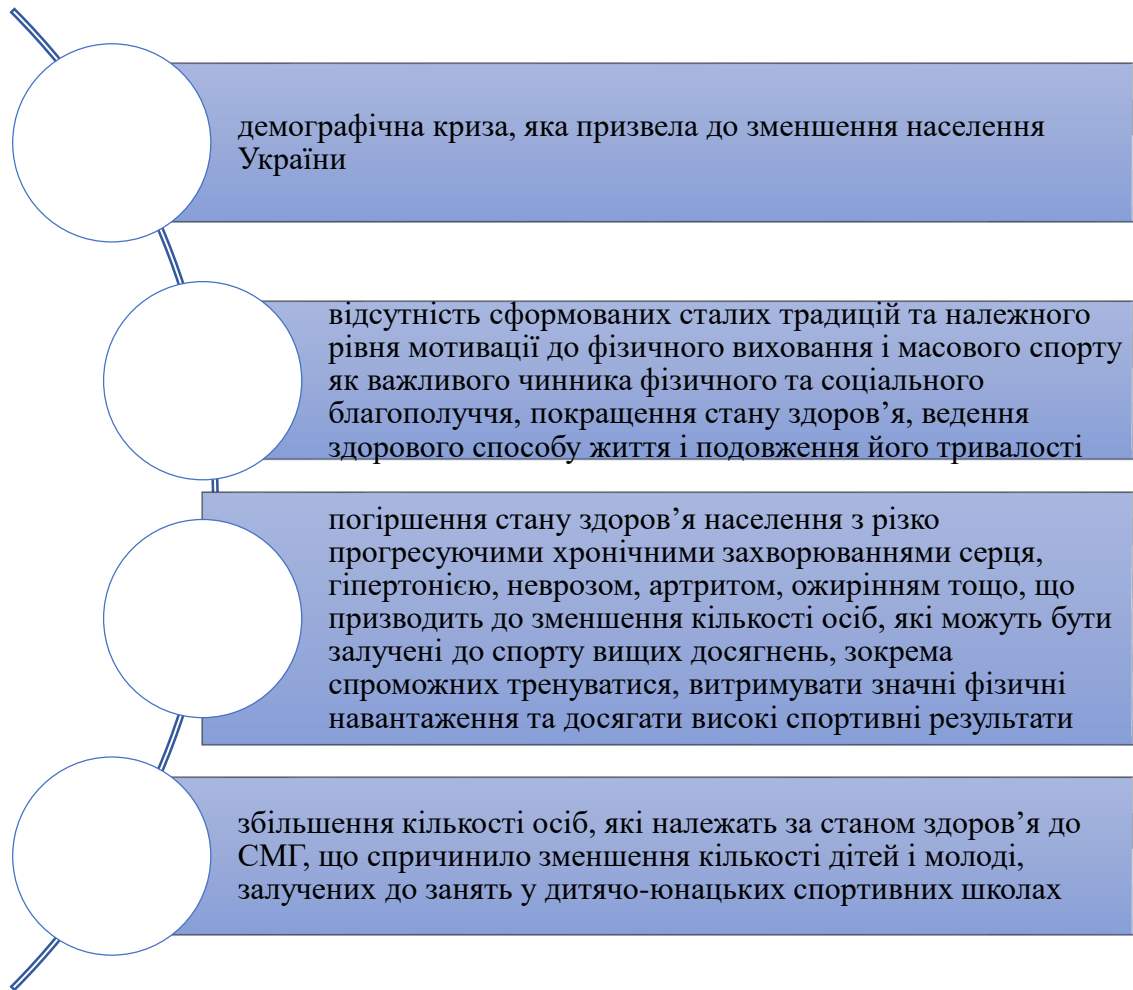 демографічна криза, яка призвела до зменшення населення
України
відсутність сформованих сталих традицій та належного
рівня мотивації до фізичного виховання і масового спорту
як важливого чинника фізичного та соціального
благополуччя, покращення стану здоров’я, ведення
здорового способу життя і подовження його тривалості
погіршення стану здоров’я населення з різко
прогресуючими хронічними захворюваннями серця,
гіпертонією, неврозом, артритом, ожирінням тощо, що
призводить до зменшення кількості осіб, які можуть бути
залучені до спорту вищих досягнень, зокрема
спроможних тренуватися, витримувати значні фізичні
навантаження та досягати високі спортивні результати
збільшення кількості осіб, які належать за станом здоров’я до
СМГ, що спричинило зменшення кількості дітей і молоді,
залучених до занять у дитячо-юнацьких спортивних школах